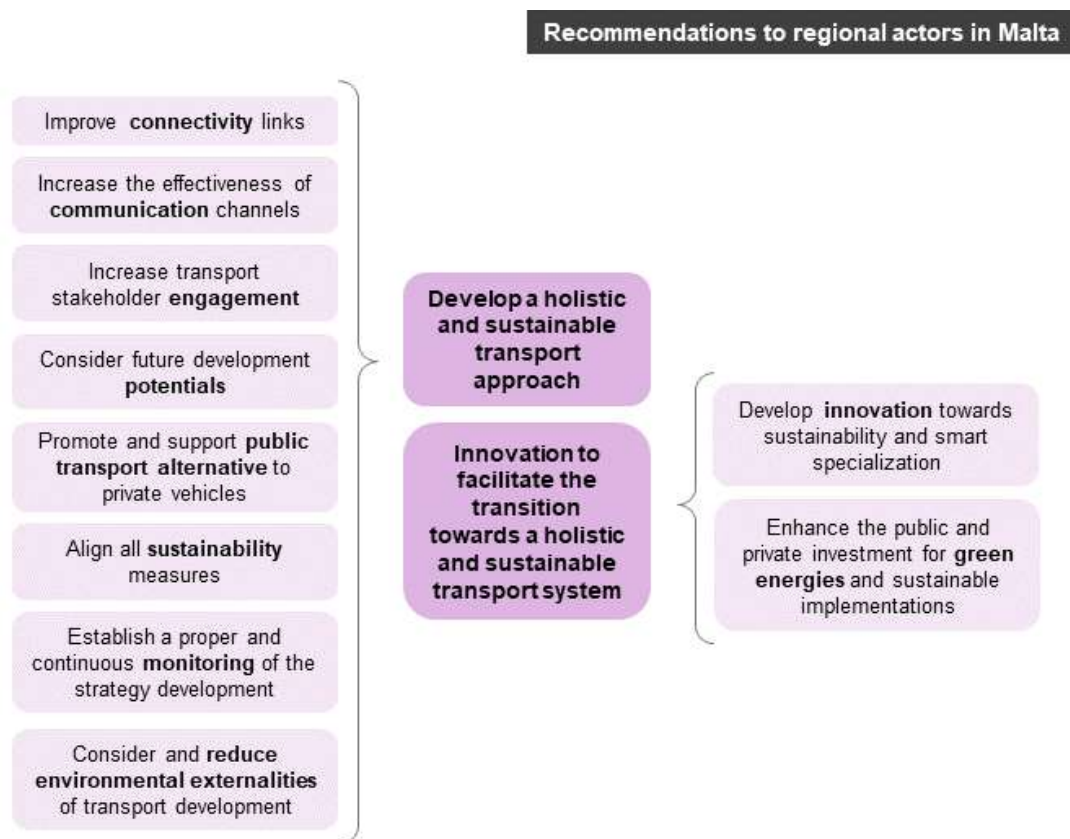 Recommendations to regional actors in Malta
Improve connectivity links
Increase the effectiveness of
communication channels
Increase transport
stakeholder engagement
Consider future development
potentials
Promote and support public
transport alternative to
private vehicles
Align all sustainability
measures
Establish a proper and
continuous monitoring of the
strategy development
Consider and reduce
environmental externalities
of transport development
Develop a holistic
and sustainable
transport
approach
Innovation to
facilitate the
transition
towards a holistic
and sustainable
transport system
Develop innovation towards
sustainability and smart
specialization
Enhance the public and
private investment for green
energies and sustainable
implementations